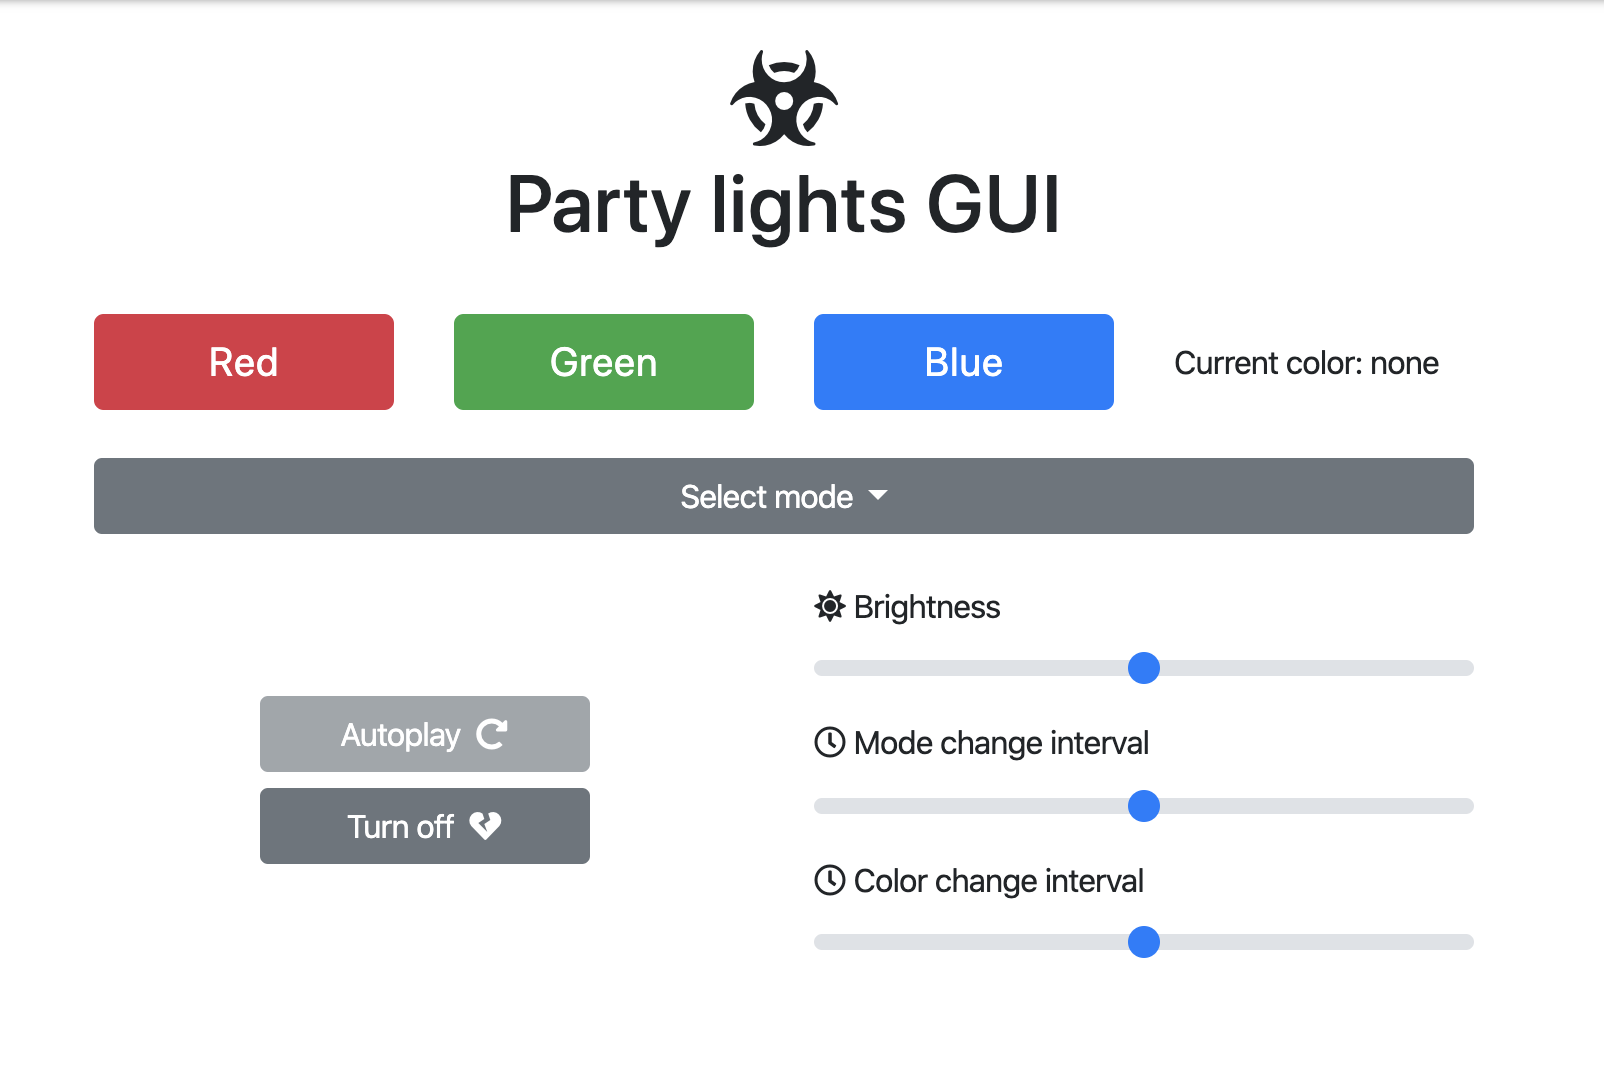 Party lights GUI
Red
Green
Blue
Current color: none
Select mode
Brightness
Autoplay
Mode change interval
Turn off
Color change interval